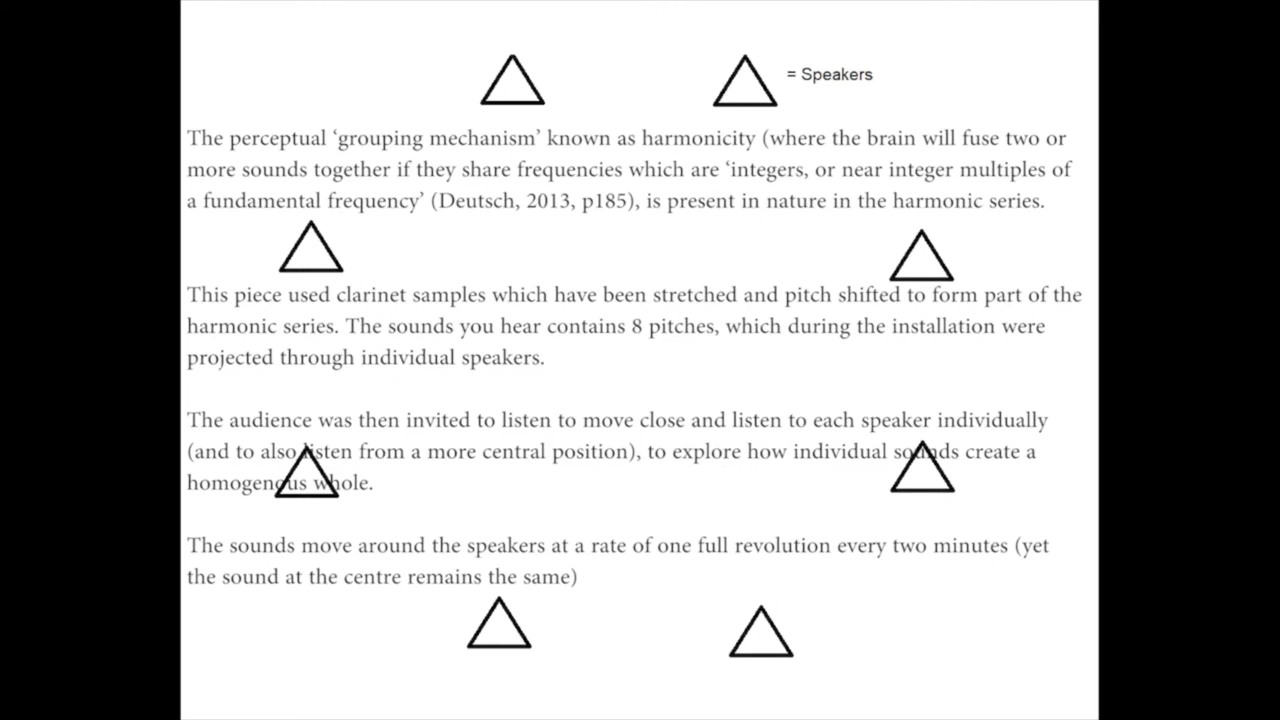 = Speakers
The perceptual ‘grouping mechanism’ known as harmonicity (where the brain will fuse two or
more sounds together if they share frequencies which are ‘integers, or near integer multiples of
a fundamental frequency’ (Deutsch, 2013, p185), is present in nature in the harmonic series.
This piece used clarinet samples which have been stretched and pitch shifted to form part of the
harmonic series. The sounds you hear contains 8 pitches, which during the installation were
projected through individual speakers.
The audience was then invited to listen to move close and listen to each speaker individually
(and to also listen from a more central position), to explore how individual sounds create a
homogenous whole.
The sounds move around the speakers at a rate of one full revolution every two minutes (yet
the sound at the centre remains the same)